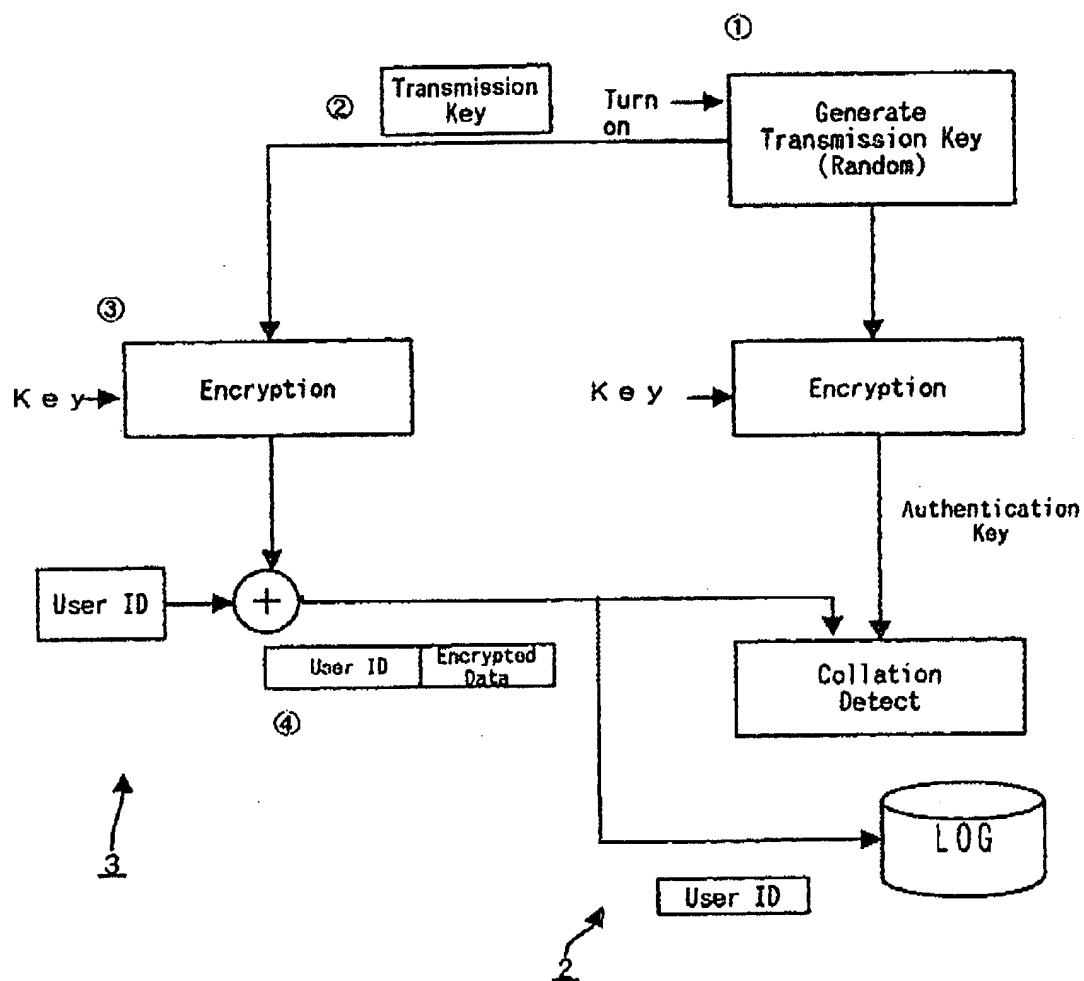 ①
Transmission
Key
②
Turn
on
Generate
Transmission Key
(Random)
③
Key
Encryption
Key
Encryption
Authentication
Key
User ID
+
User ID
Encrypted
Data
④
Collation
Detect
3
LOG
User ID
2